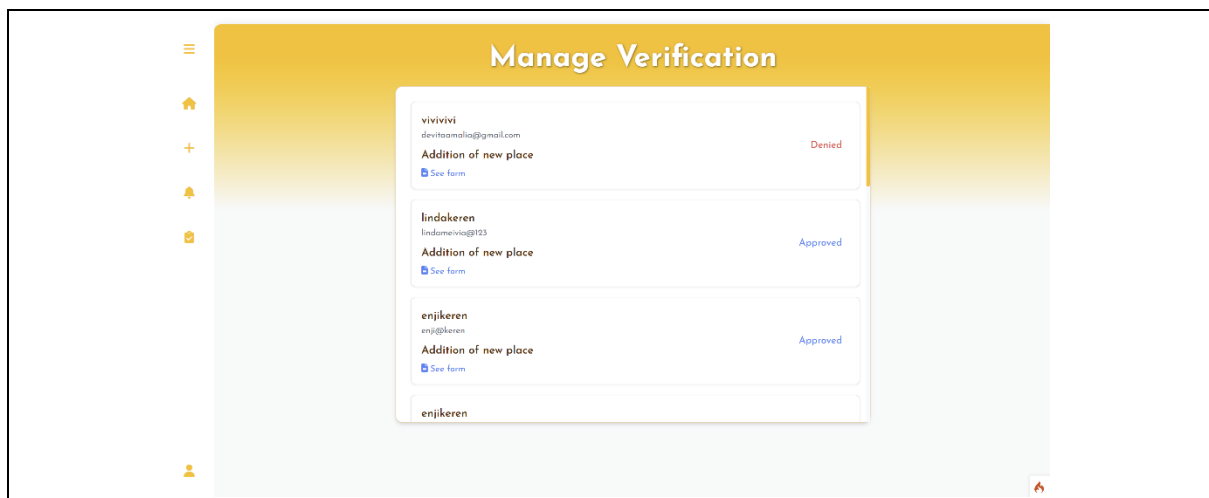 Manage Verification
vivivivi
devitaamalia@gmail.com
Addition of new place
See form
Denied
lindakeren
lindameivia@123
Addition of new place
See form
Approved
enjikeren
enji@keren
Addition of new place
See form
Approved
enjikeren